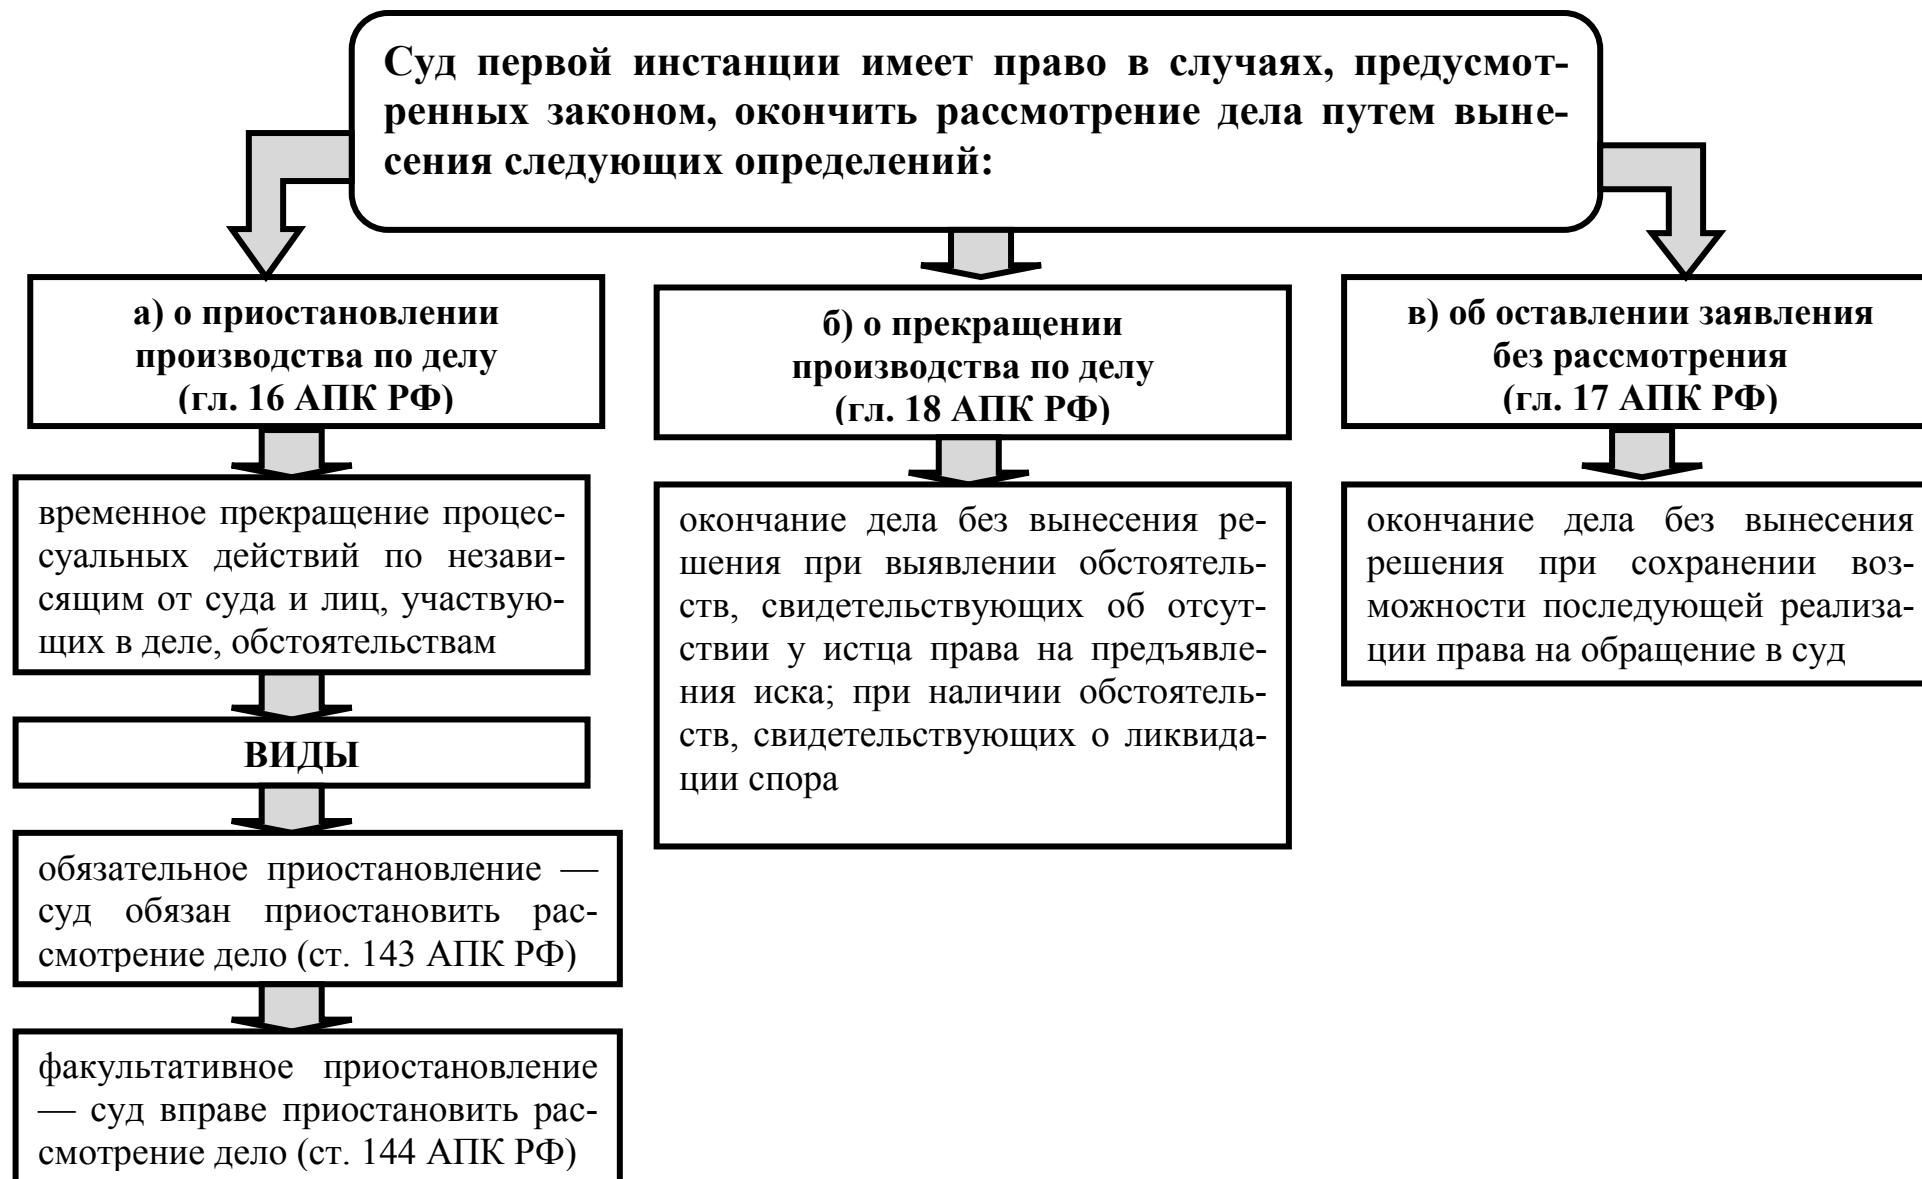 Суд первой инстанции имеет право в случаях, предусмот-
ренных законом, окончить рассмотрение дела путем выне-
сения следующих определений:
а) о приостановлении
производства по делу
(гл. 16 АПК РФ)
временное прекращение процес-
суальных действий по незави-
сящим от суда и лиц, участвую-
щих в деле, обстоятельствам
ВИДЫ
обязательное приостановление —
суд обязан приостановить рас-
смотрение дело (ст. 143 АПК РФ)
факультативное приостановление
— суд вправе приостановить рас-
смотрение дело (ст. 144 АПК РФ)
б) о прекращении
производства по делу
(гл. 18 АПК РФ)
окончание дела без вынесения ре-
шения при выявлении обстоятель-
ств, свидетельствующих об отсут-
ствии у истца права на предъявле-
ния иска; при наличии обстоятель-
ств, свидетельствующих о ликвида-
ции спора
в) об оставлении заявления
без рассмотрения
(гл. 17 АПК РФ)
окончание дела без вынесения
решения при сохранении воз-
можности последующей реализа-
ции права на обращение в суд